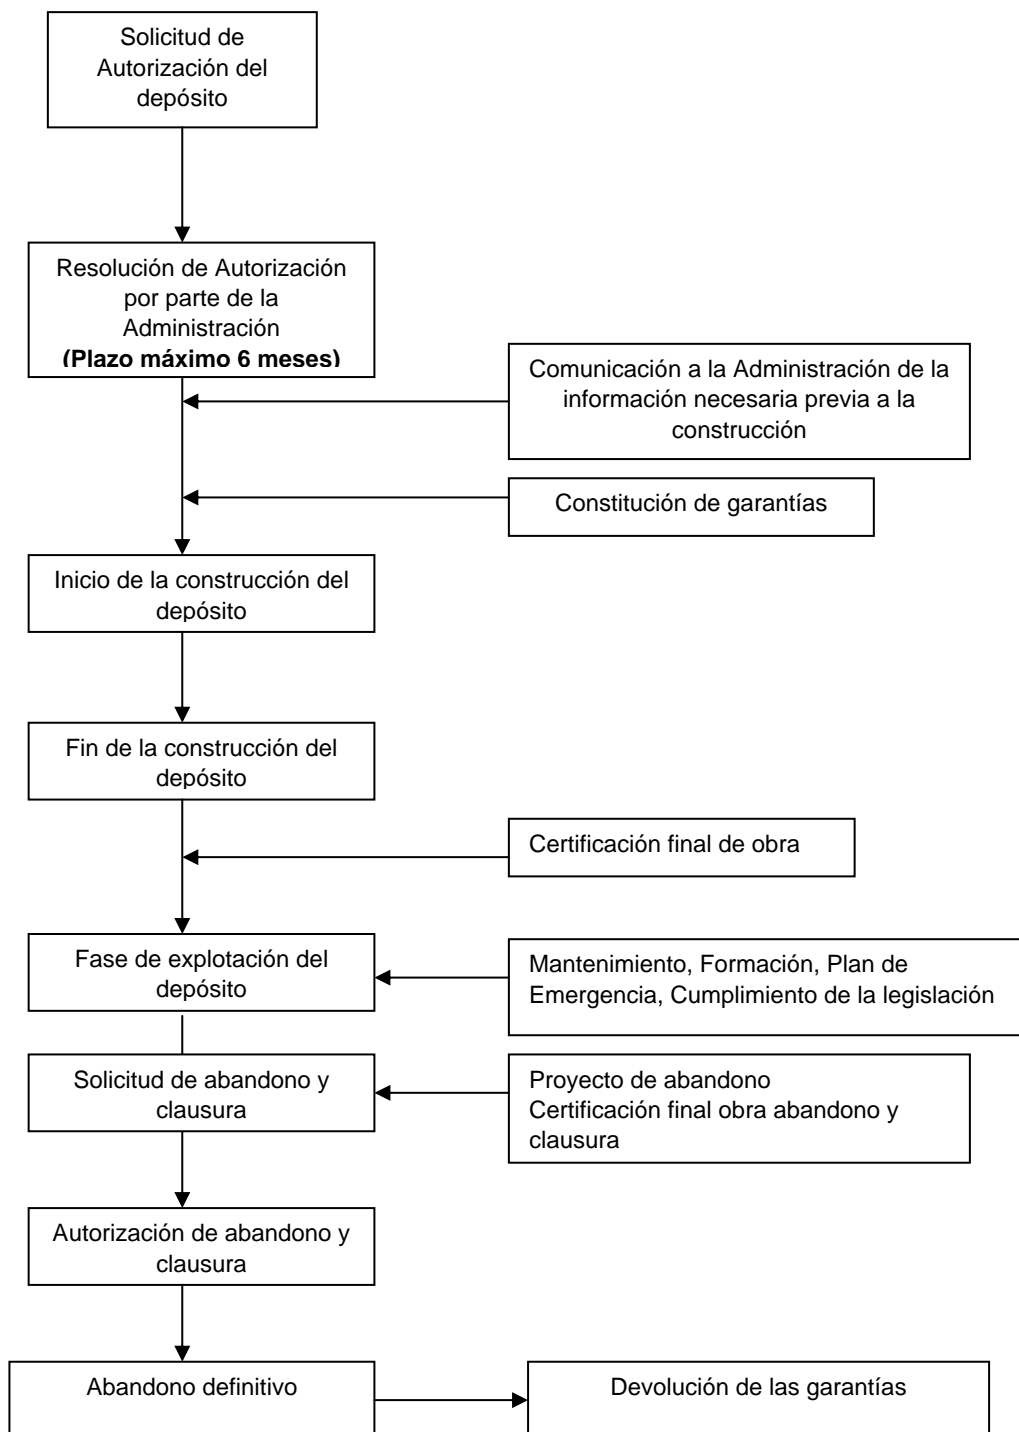 Solicitud de
Autorización del
depósito
Resolución de Autorización
por parte de la
Administración
(Plazo máximo 6 meses)
Comunicación a la Administración de la
información necesaria previa a la
construcción
Constitución de garantías
Inicio de la construcción del
depósito
Fin de la construcción del
depósito
Certificación final de obra
Fase de explotación del
depósito
Mantenimiento, Formación, Plan de
Emergencia, Cumplimiento de la legislación
Solicitud de abandono y
clausura
Proyecto de abandono
Certificación final obra abandono y
clausura
Autorización de abandono y
clausura
Abandono definitivo
Devolución de las garantías